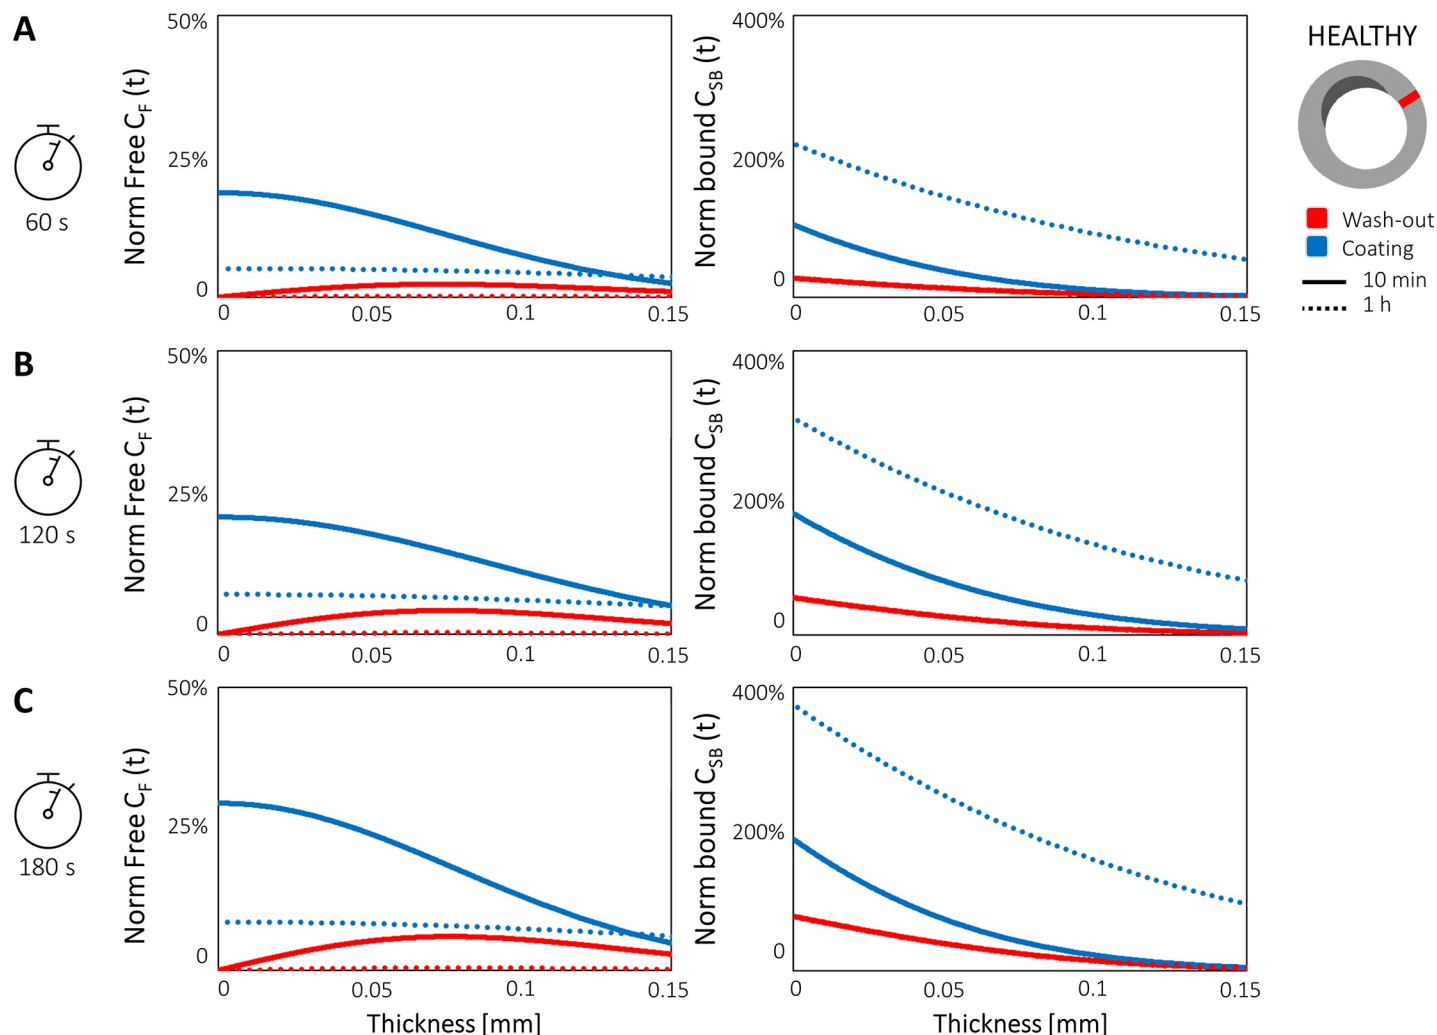 A
60 s
Norm Free C_F (t)
50%
25%
0
0 0.05 0.1 0.15
Norm bound C_SB (t)
400%
200%
0
0 0.05 0.1 0.15
HEALTHY
Wash-out
Coating
10 min
1 h
B
120 s
Norm Free C_F (t)
50%
25%
0
0 0.05 0.1 0.15
Norm bound C_SB (t)
400%
200%
0
0 0.05 0.1 0.15
C
180 s
Norm Free C_F (t)
50%
25%
0
0 0.05 0.1 0.15
Thickness [mm]
Norm bound C_SB (t)
400%
200%
0
0 0.05 0.1 0.15
Thickness [mm]